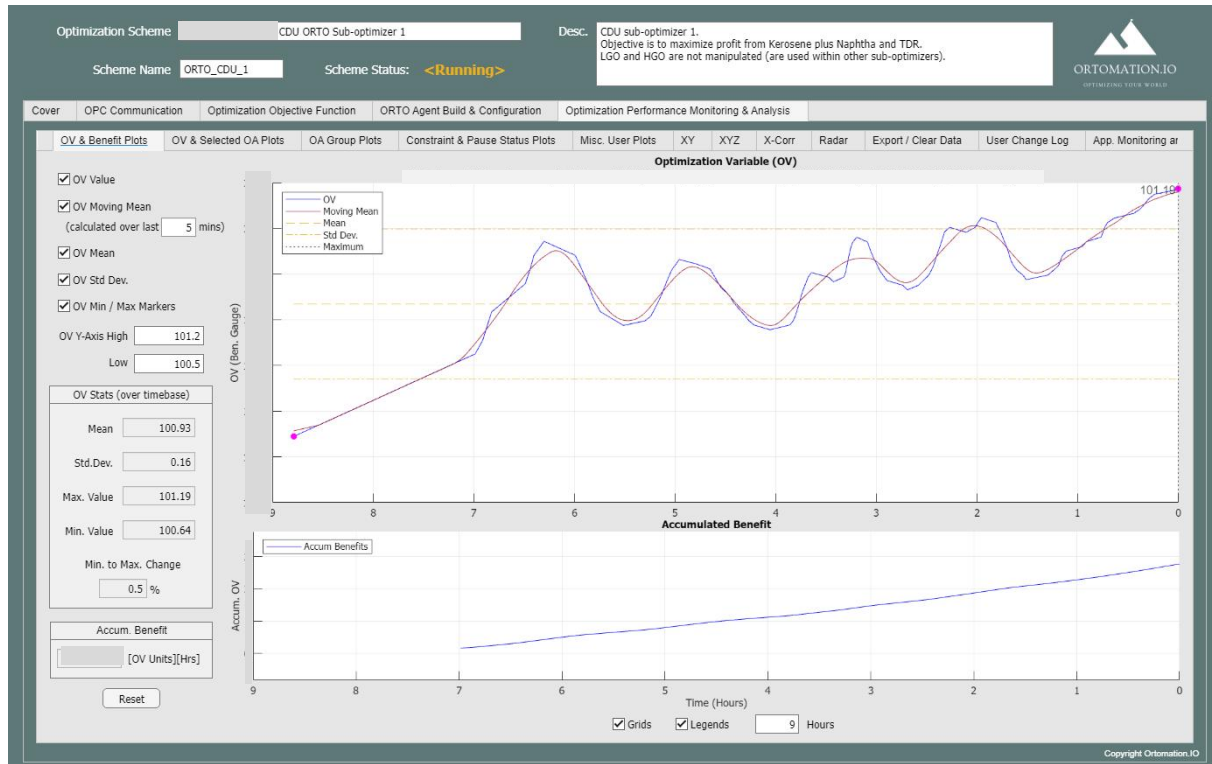 Optimization Scheme
CDU ORTO Sub-optimizer 1
Desc.
CDU sub-optimizer 1.
Objective is to maximize profit from Kerosene plus Naphtha and TDR.
LGO and HGO are not manipulated (are used within other sub-optimizers).
Scheme Name
ORTO_CDU_1
Scheme Status:
<Running>
ORTOMATION.IO
OPTIMIZING YOUR WORLD
Cover
OPC Communication
Optimization Objective Function
ORTO Agent Build & Configuration
Optimization Performance Monitoring & Analysis
OV & Benefit Plots
OV & Selected OA Plots
OA Group Plots
Constraint & Pause Status Plots
Misc. User Plots
XY
XYZ
X-Corr
Radar
Export / Clear Data
User Change Log
App. Monitoring ar
OV Value
OV Moving Mean
(calculated over last 5 mins)
OV Mean
OV Std Dev.
OV Min / Max Markers
OV Y-Axis High 101.2
Low 100.5
OV Stats (over timebase)
Mean 100.93
Std.Dev. 0.16
Max. Value 101.19
Min. Value 100.64
Min. to Max. Change
0.5 %
Accum. Benefit
[OV Units][Hrs]
Reset
Optimization Variable (OV)
OV
Moving Mean
Mean
Std Dev.
Maximum
101.19
OV (Ben. Gauge)
9 8 7 6 5 4 3 2 1 0
Accumulated Benefit
Accum Benefits
Accum. OV
9 8 7 6 5 4 3 2 1 0
Time (Hours)
Grids
Legends
9 Hours
Copyright Ortomation.IO